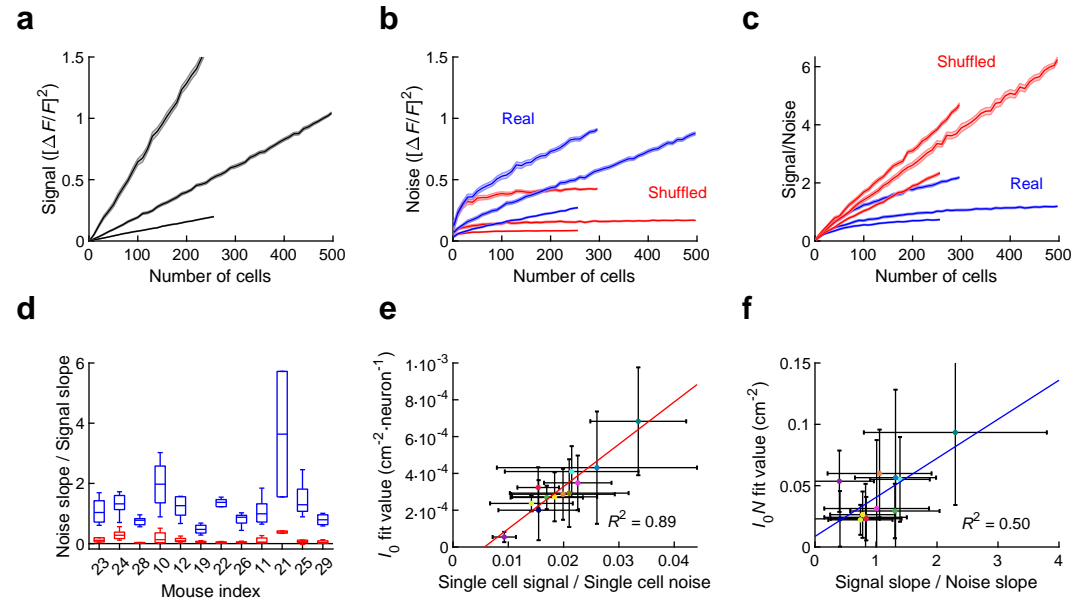 a
b
c
Signal ([Δ F/F]²)
1.5
1
0.5
0
0 100 200 300 400 500
Number of cells
Noise ([Δ F/F]²)
1.5
1
0.5
0
Real
Shuffled
0 100 200 300 400 500
Number of cells
Signal/Noise
6
4
2
0
Shuffled
Real
0 100 200 300 400 500
Number of cells
d
e
f
Noise slope / Signal slope
6
4
2
0
23 24 28 10 12 19 22 26 11 21 25 29
Mouse index
I₀ fit value (cm⁻²·neuron⁻¹)
1·10⁻³
8·10⁻⁴
6·10⁻⁴
4·10⁻⁴
2·10⁻⁴
0
R² = 0.89
0 0.01 0.02 0.03 0.04
Single cell signal / Single cell noise
I₀N fit value (cm⁻²)
0.15
0.10
0.05
0
R² = 0.50
0 1 2 3 4
Signal slope / Noise slope